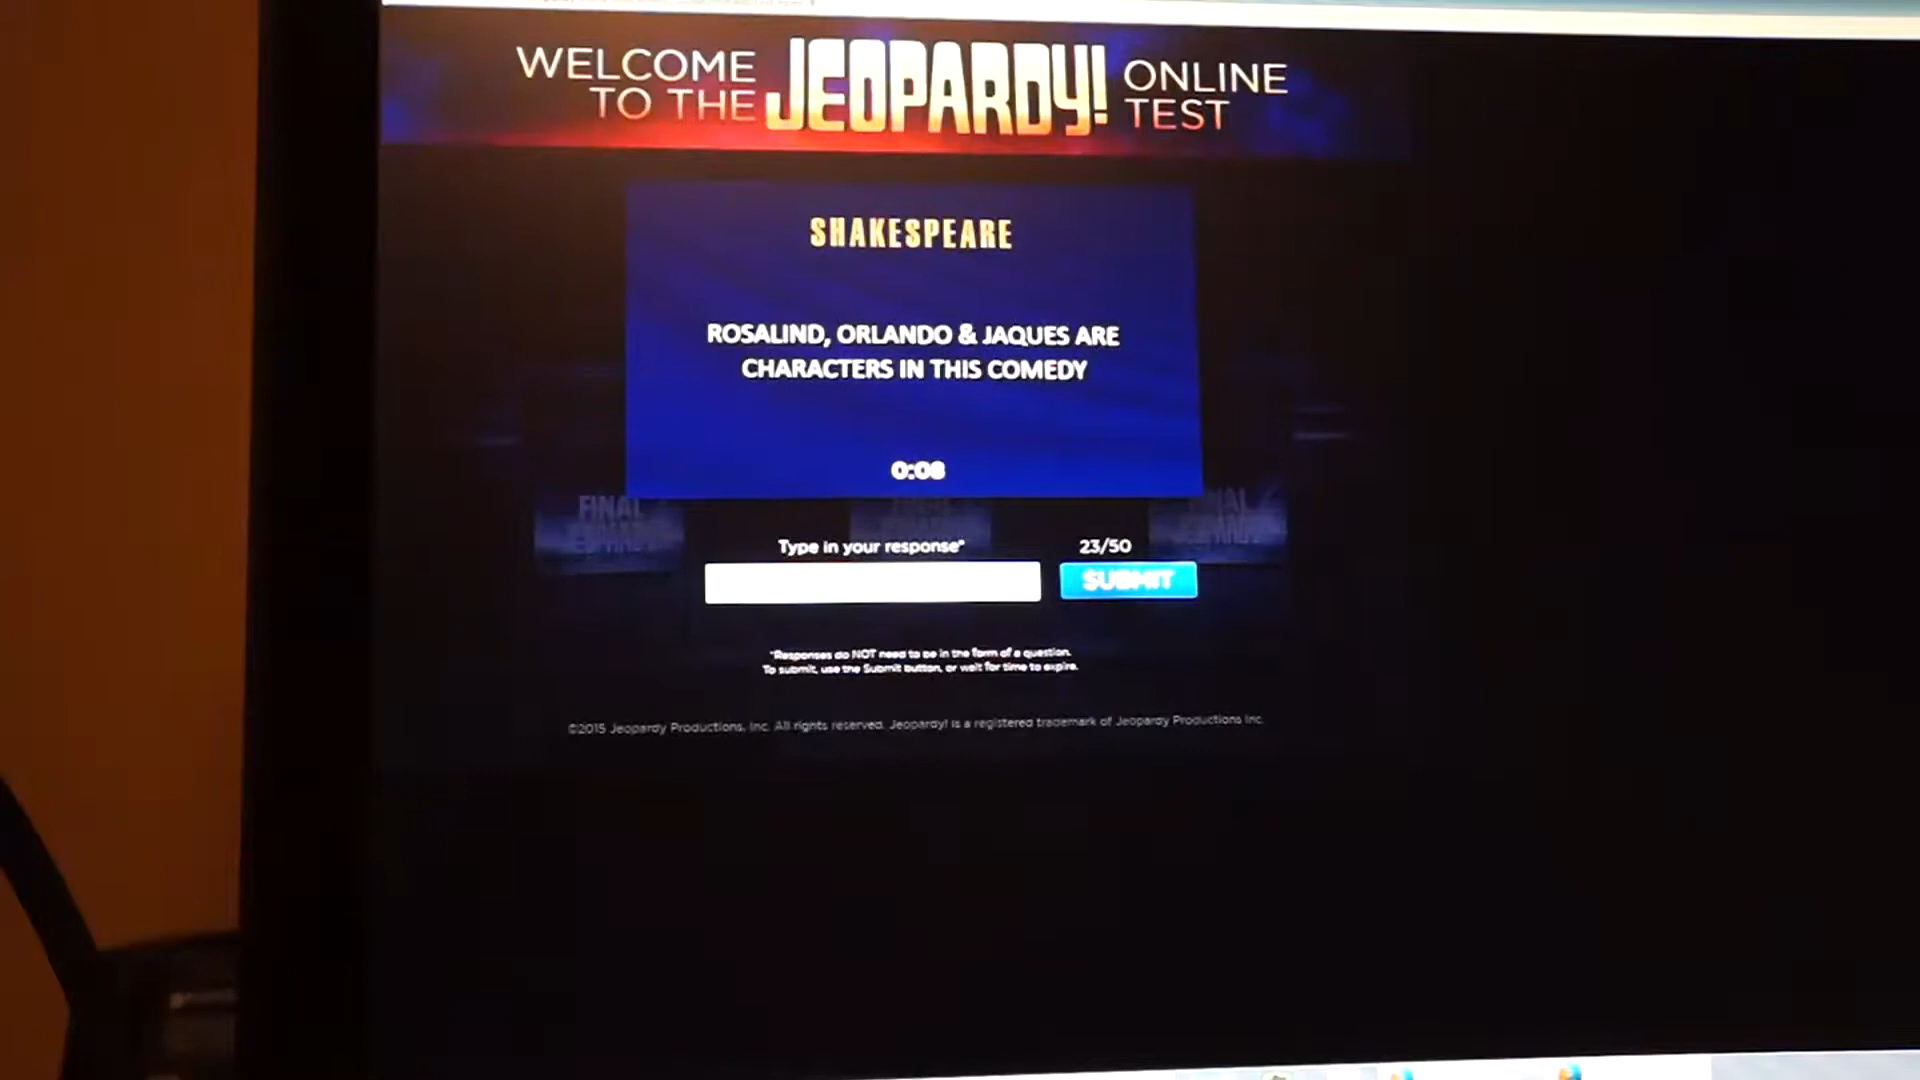 WELCOME TO THE JEOPARDY! ONLINE TEST
SHAKESPEARE
ROSALIND, ORLANDO & JAQUES ARE
CHARACTERS IN THIS COMEDY
0:08
FINAL
Type in your response*
23/50
SUBMIT
*Responses do NOT need to be in the form of a question.
To submit, use the Submit button, or wait for time to expire.
©2015 Jeopardy Productions, Inc. All rights reserved. Jeopardy! is a registered trademark of Jeopardy Productions Inc.